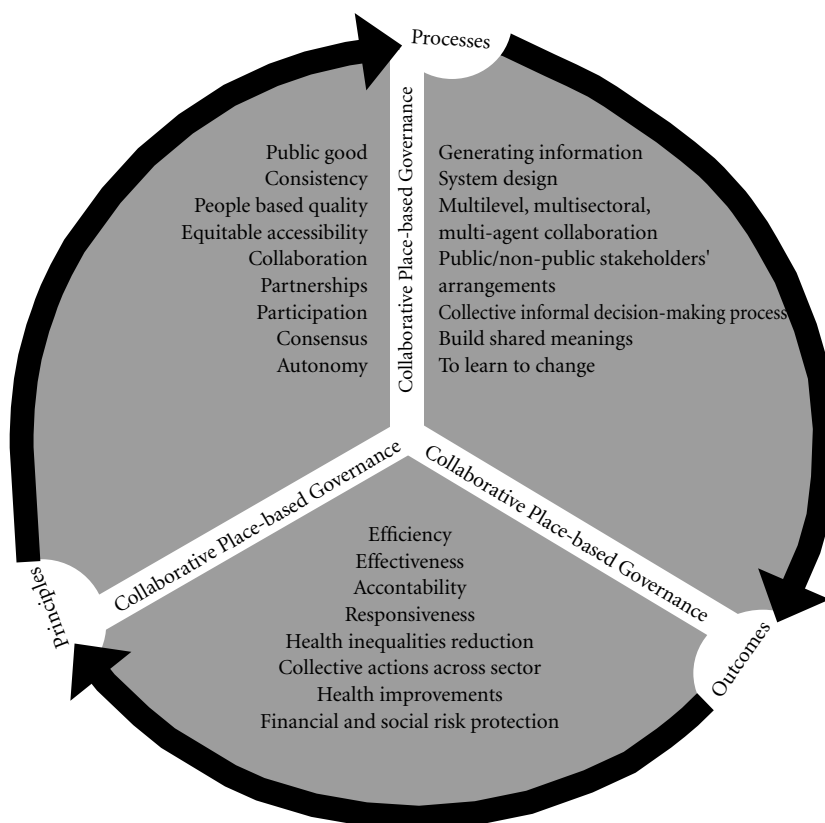 Processes
Collaborative Place-based Governance
Public good
Consistency
People based quality
Equitable accessibility
Collaboration
Partnerships
Participation
Consensus
Autonomy
Generating information
System design
Multilevel, multisectoral,
multi-agent collaboration
Public/non-public stakeholders'
arrangements
Collective informal decision-making process
Build shared meanings
To learn to change
Collaborative Place-based Governance
Collaborative Place-based Governance
Efficiency
Effectiveness
Accontability
Responsiveness
Health inequalities reduction
Collective actions across sector
Health improvements
Financial and social risk protection
Principles
Outcomes